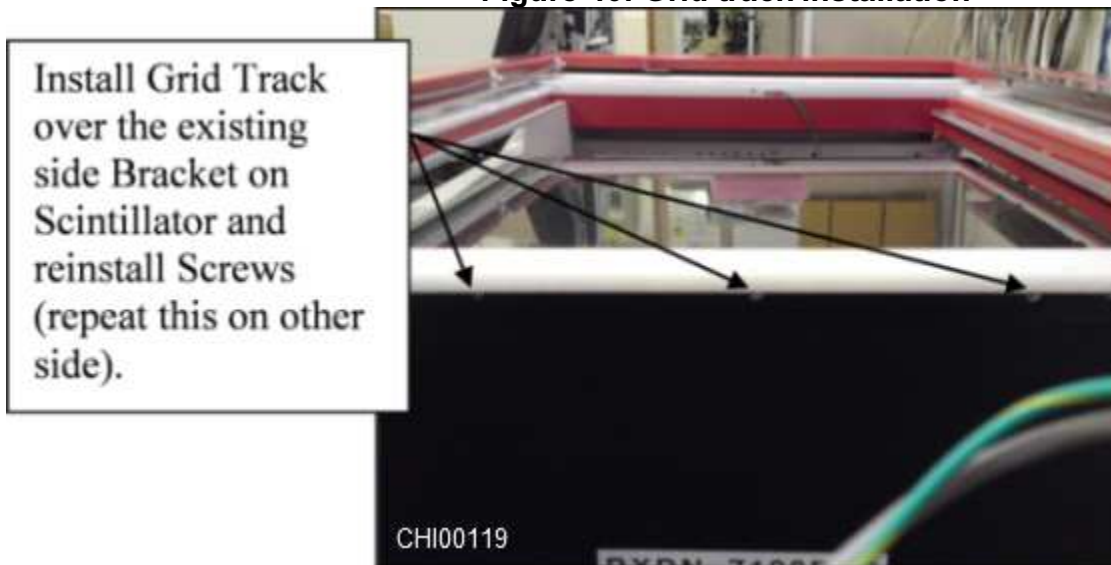 Install Grid Track
over the existing
side Bracket on
Scintillator and
reinstall Screws
(repeat this on other
side).
CHI00119